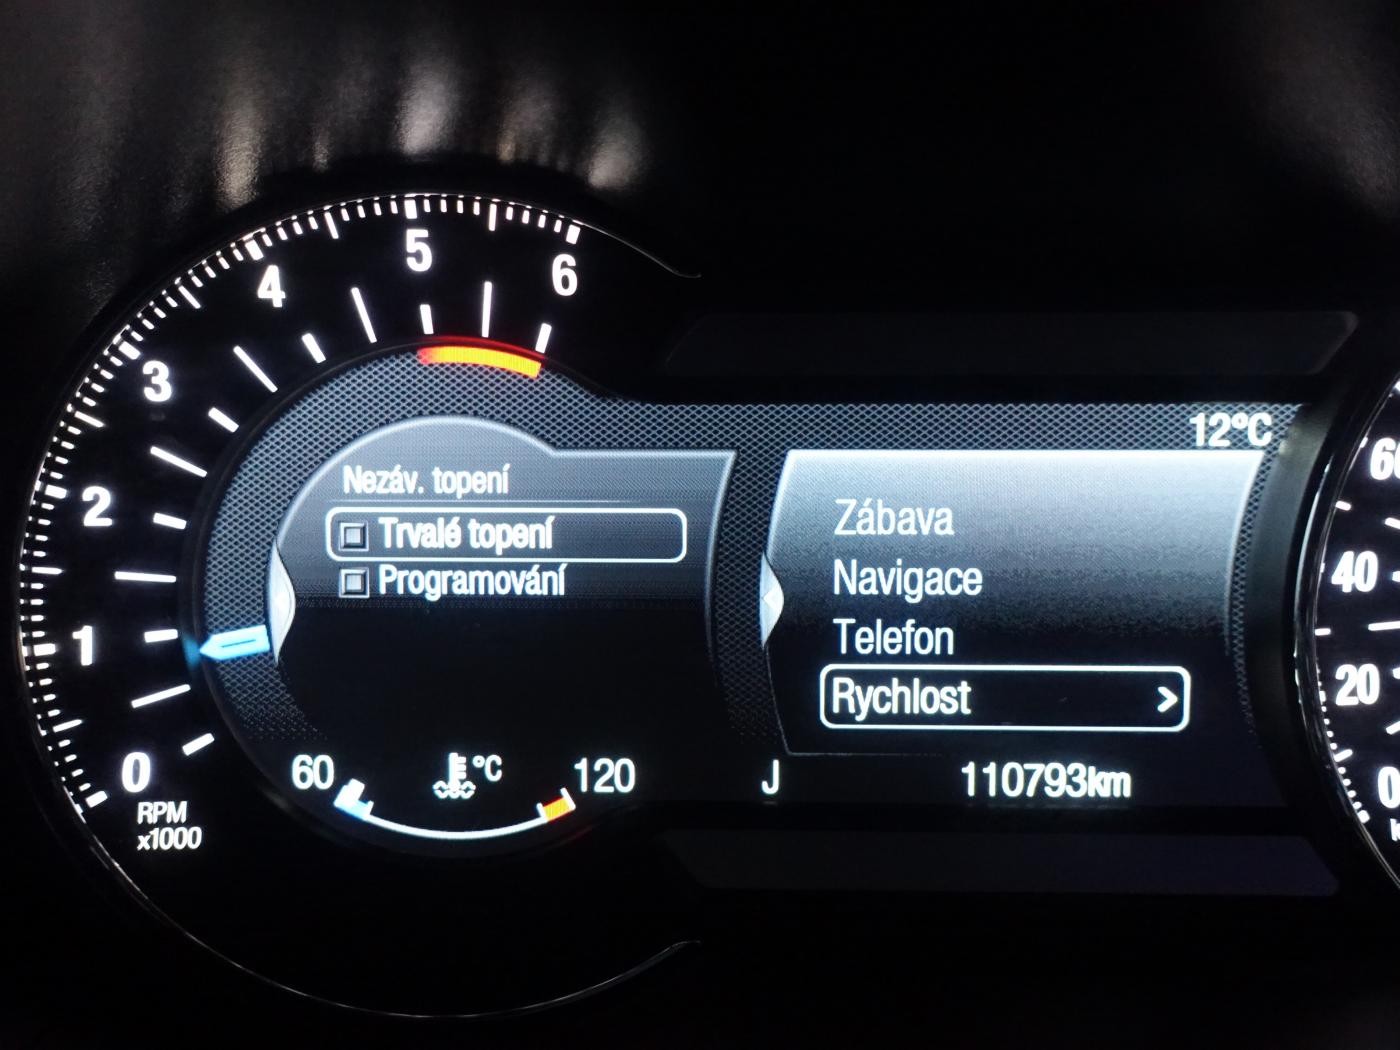 5
4
6
3
2
1
0
RPM
x1000
12°C
Nezáv. topení
Trvalé topení
Programování
Zábava
Navigace
Telefon
Rychlost >
60
°C
120
J
110793km
40
20
0